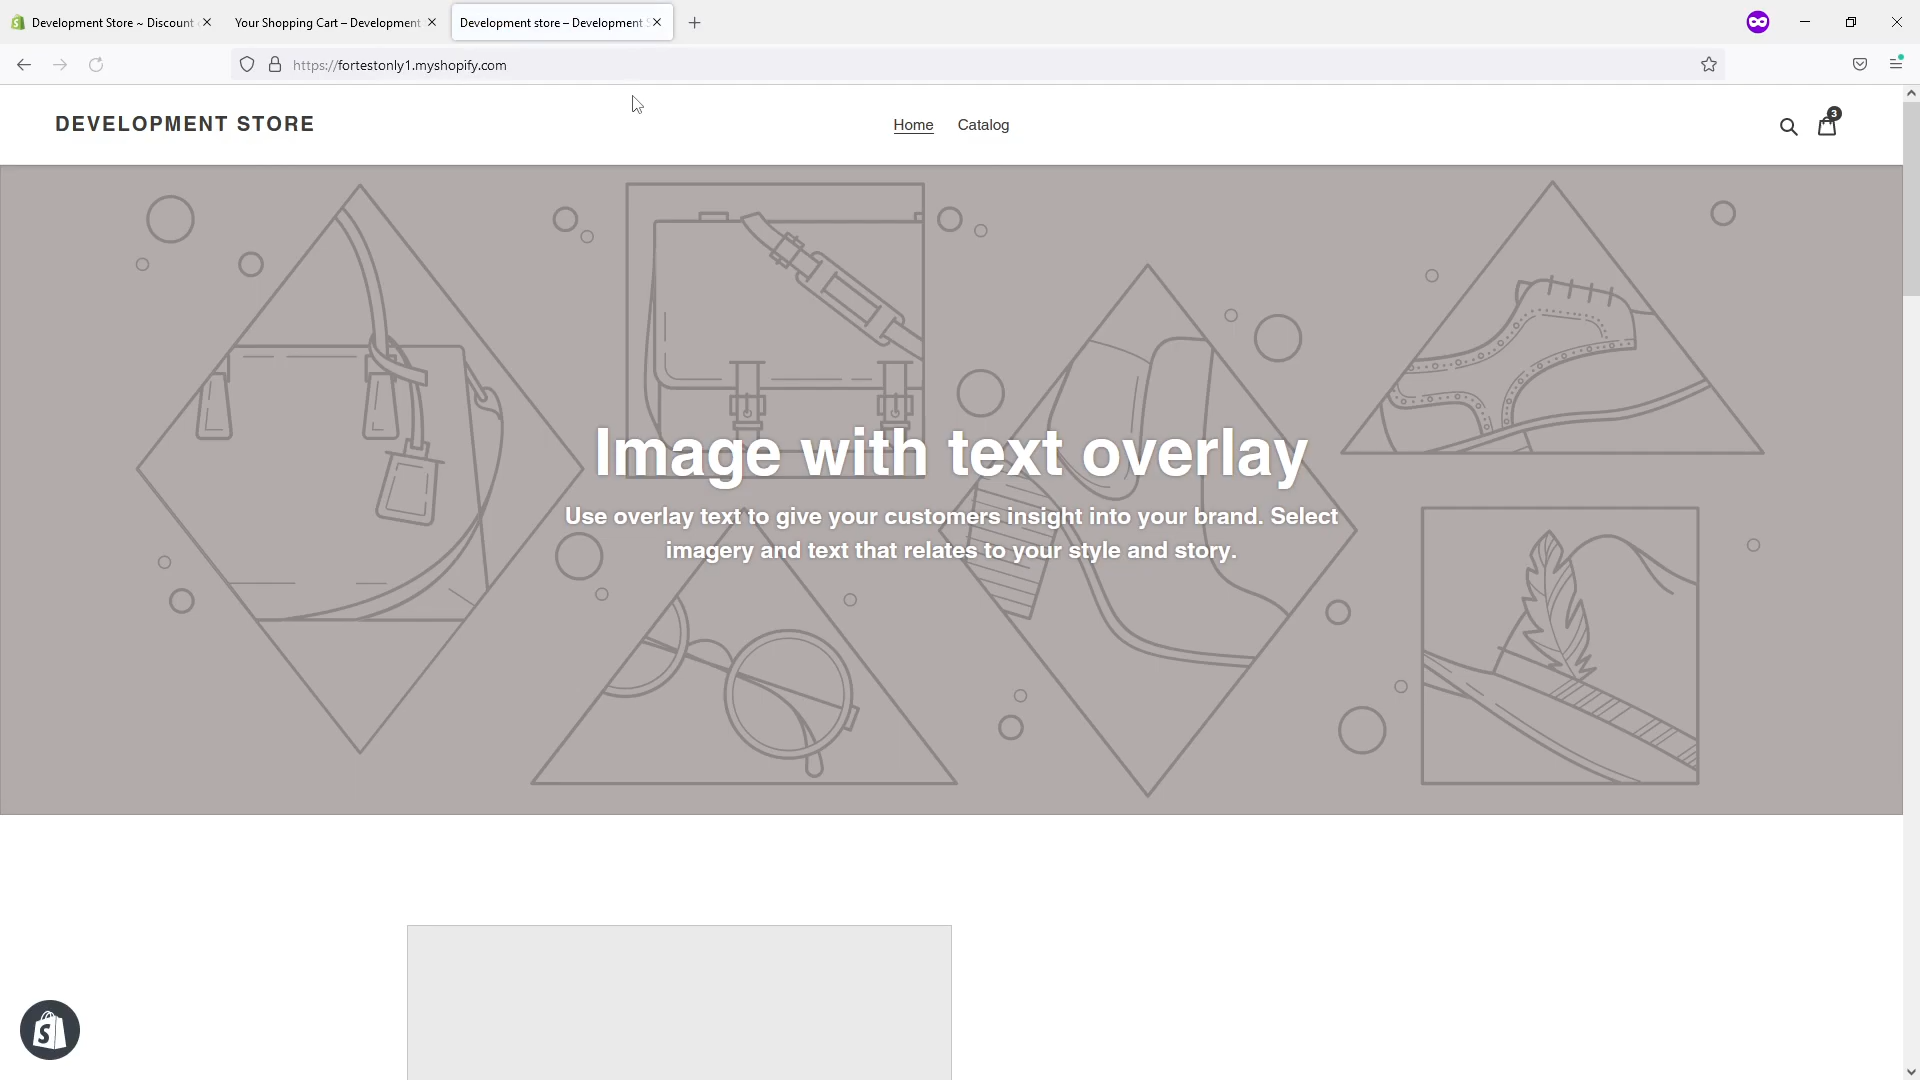 Development Store ~ Discount
Your Shopping Cart – Development
Development store – Development
https://fortestonly1.myshopify.com
DEVELOPMENT STORE
Home
Catalog
3
Image with text overlay
Use overlay text to give your customers insight into your brand. Select
imagery and text that relates to your style and story.